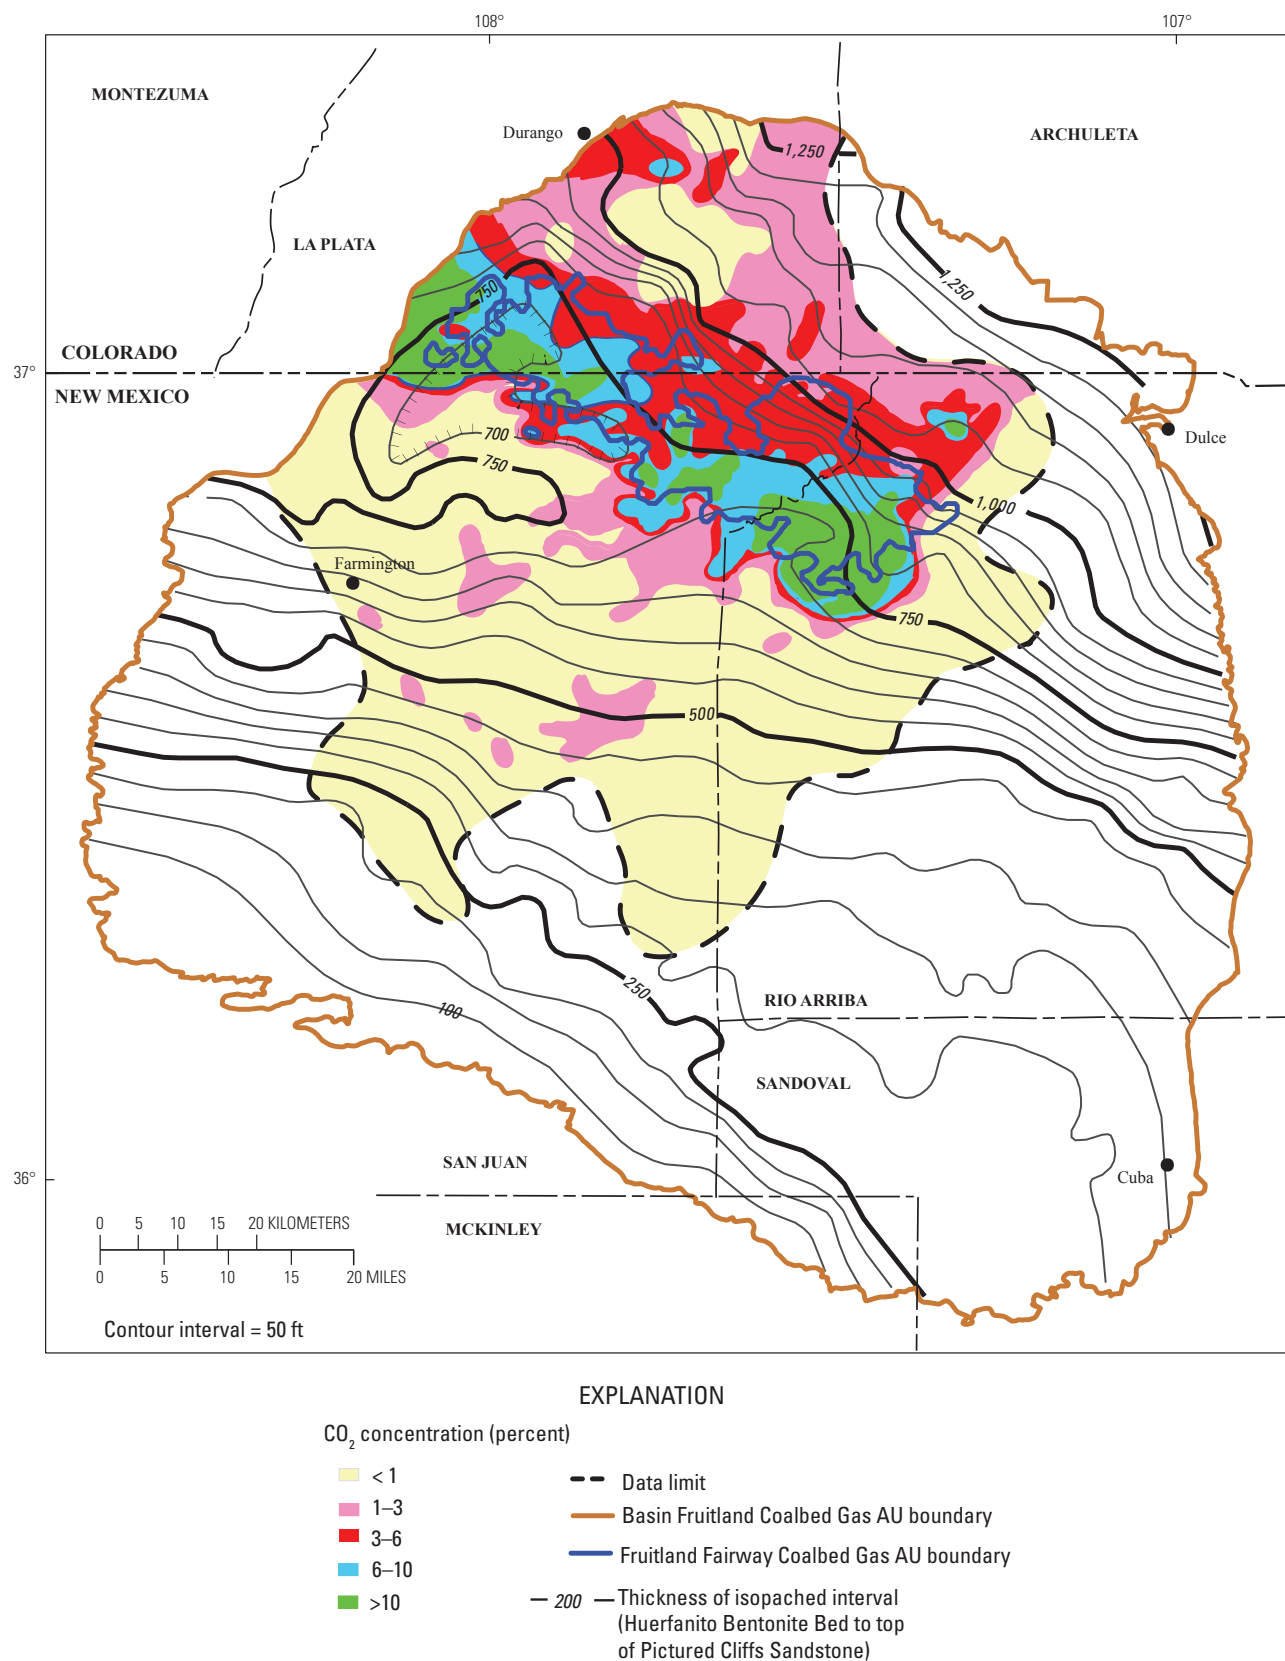 108°
107°
MONTEZUMA
Durango
ARCHULETA
1,250
LA PLATA
1,250
750
COLORADO
37°
NEW MEXICO
700
Dulce
750
1,000
Farmington
750
500
250
100
RIO ARRIBA
SANDOVAL
SAN JUAN
36°
Cuba
MCKINLEY
0 5 10 15 20 KILOMETERS
0 5 10 15 20 MILES
Contour interval = 50 ft
EXPLANATION
CO2 concentration (percent)
< 1
1–3
3–6
6–10
>10
Data limit
Basin Fruitland Coalbed Gas AU boundary
Fruitland Fairway Coalbed Gas AU boundary
200
Thickness of isopached interval
(Huerfanito Bentonite Bed to top
of Pictured Cliffs Sandstone)